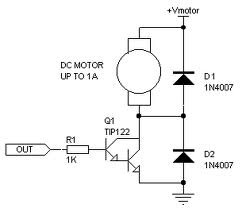 +Vmotor
DC MOTOR
UP TO 1A
D1
1N4007
Q1
TIP122
R1
OUT
1K
D2
1N4007